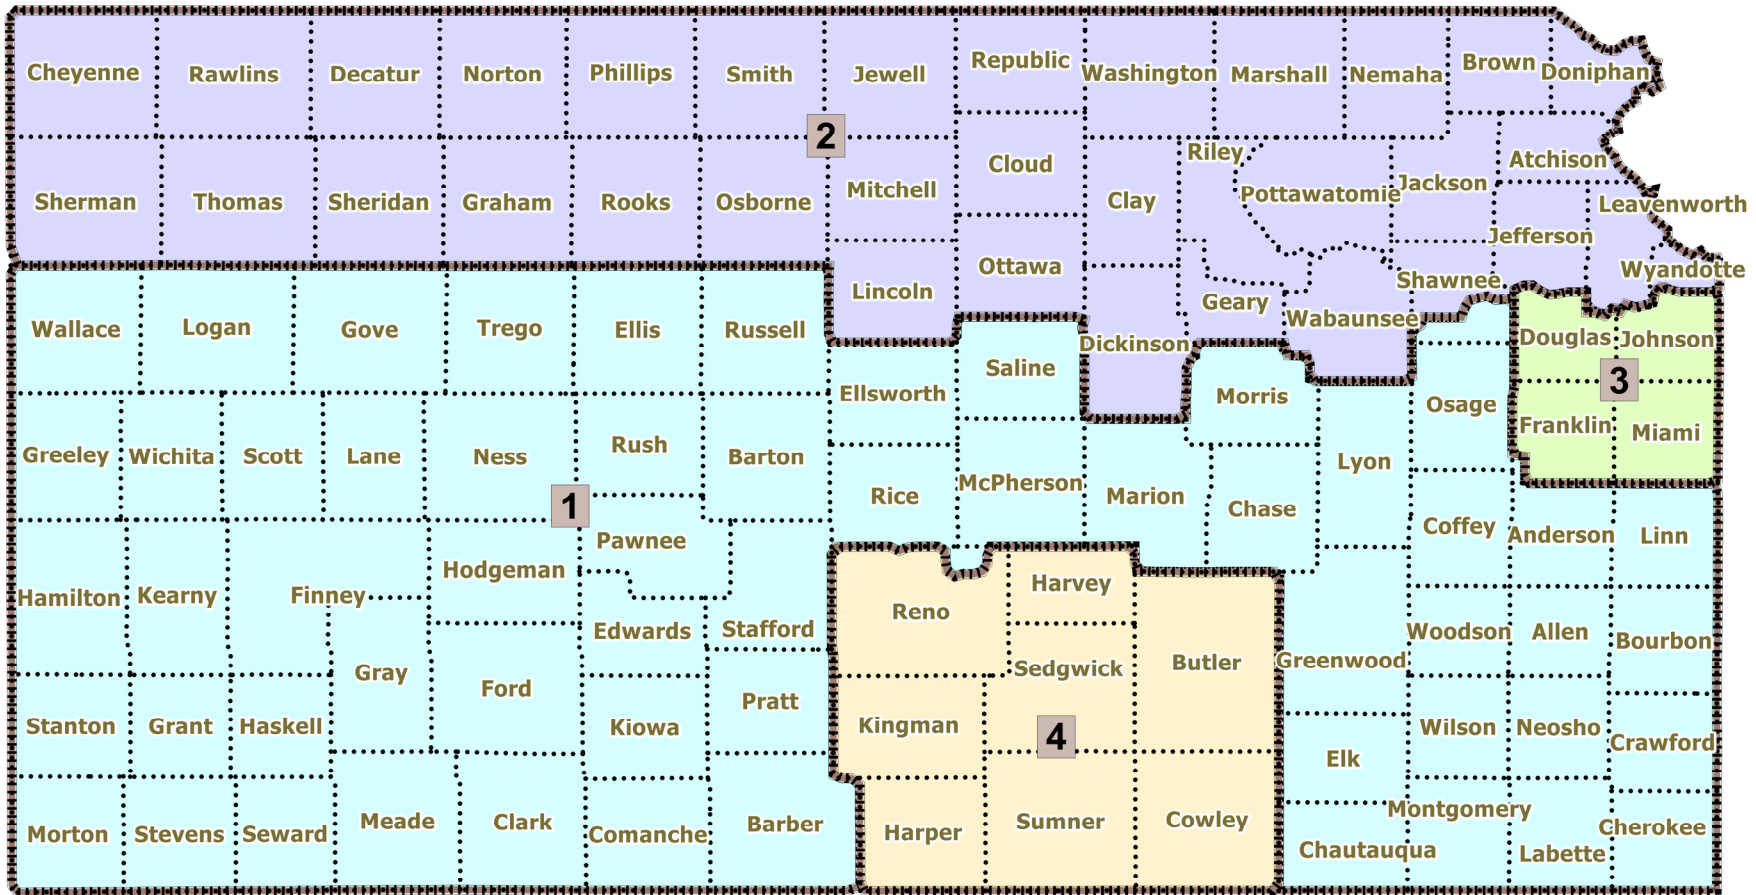 Cheyenne
Rawlins
Decatur
Norton
Phillips
Smith
Jewell
Republic
Washington
Marshall
Nemaha
Brown
Doniphan
2
Sherman
Thomas
Sheridan
Graham
Rooks
Osborne
Mitchell
Cloud
Clay
Riley
Pottawatomie
Jackson
Atchison
Leavenworth
Jefferson
Lincoln
Ottawa
Dickinson
Geary
Wabaunsee
Shawnee
Wyandotte
Wallace
Logan
Gove
Trego
Ellis
Russell
Ellsworth
Saline
Morris
Osage
Douglas
Johnson
3
Franklin
Miami
Greeley
Wichita
Scott
Lane
Ness
Rush
Barton
Rice
McPherson
Marion
Chase
Lyon
Coffey
Anderson
Linn
1
Pawnee
Hamilton
Kearny
Finney
Hodgeman
Edwards
Stafford
Reno
Harvey
Sedgwick
Butler
Greenwood
Woodson
Allen
Bourbon
Gray
Ford
Stanton
Grant
Haskell
Kiowa
Pratt
Kingman
4
Elk
Wilson
Neosho
Crawford
Morton
Stevens
Seward
Meade
Clark
Comanche
Barber
Harper
Sumner
Cowley
Chautauqua
Montgomery
Labette
Cherokee